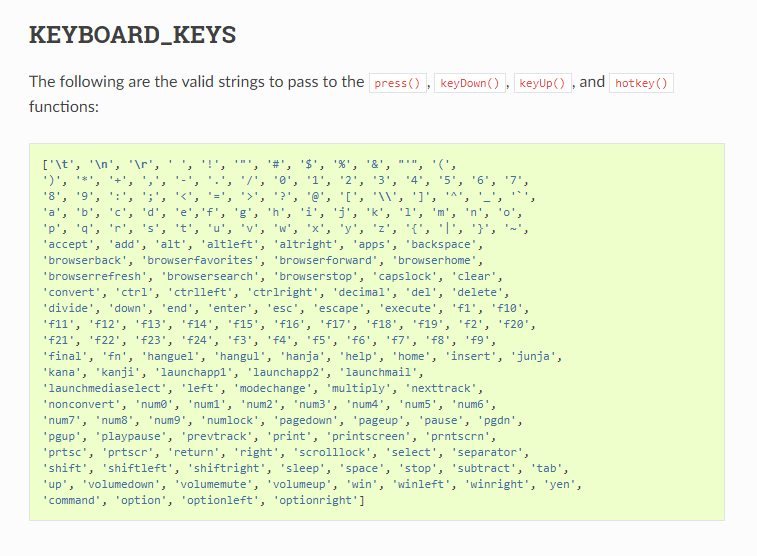 KEYBOARD_KEYS
The following are the valid strings to pass to the press(), keyDown(), keyUp(), and hotkey()
functions:
['\t', '\n', '\r', ' ', '!', '"', '#', '$', '%', '&', "'", '(',
')', '*', '+', ',', '-', '.', '/', '0', '1', '2', '3', '4', '5', '6', '7',
'8', '9', ':', ';', '<', '=', '>', '?', '@', '[', '\\', ']', '^', '_', '`',
'a', 'b', 'c', 'd', 'e','f', 'g', 'h', 'i', 'j', 'k', 'l', 'm', 'n', 'o',
'p', 'q', 'r', 's', 't', 'u', 'v', 'w', 'x', 'y', 'z', '{', '|', '}', '~',
'accept', 'add', 'alt', 'altleft', 'altright', 'apps', 'backspace',
'browserback', 'browserfavorites', 'browserforward', 'browserhome',
'browserrefresh', 'browsersearch', 'browserstop', 'capslock', 'clear',
'convert', 'ctrl', 'ctrlleft', 'ctrlright', 'decimal', 'del', 'delete',
'divide', 'down', 'end', 'enter', 'esc', 'escape', 'execute', 'f1', 'f10',
'f11', 'f12', 'f13', 'f14', 'f15', 'f16', 'f17', 'f18', 'f19', 'f2', 'f20',
'f21', 'f22', 'f23', 'f24', 'f3', 'f4', 'f5', 'f6', 'f7', 'f8', 'f9',
'final', 'fn', 'hanguel', 'hangul', 'hanja', 'help', 'home', 'insert', 'junja',
'kana', 'kanji', 'launchapp1', 'launchapp2', 'launchmail',
'launchmediaselect', 'left', 'modechange', 'multiply', 'nexttrack',
'nonconvert', 'num0', 'num1', 'num2', 'num3', 'num4', 'num5', 'num6',
'num7', 'num8', 'num9', 'numlock', 'pagedown', 'pageup', 'pause', 'pgdn',
'pgup', 'playpause', 'prevtrack', 'print', 'printscreen', 'prntscrn',
'prtsc', 'prtscr', 'return', 'right', 'scrolllock', 'select', 'separator',
'shift', 'shiftleft', 'shiftright', 'sleep', 'space', 'stop', 'subtract', 'tab',
'up', 'volumedown', 'volumemute', 'volumeup', 'win', 'winleft', 'winright', 'yen',
'command', 'option', 'optionleft', 'optionright']